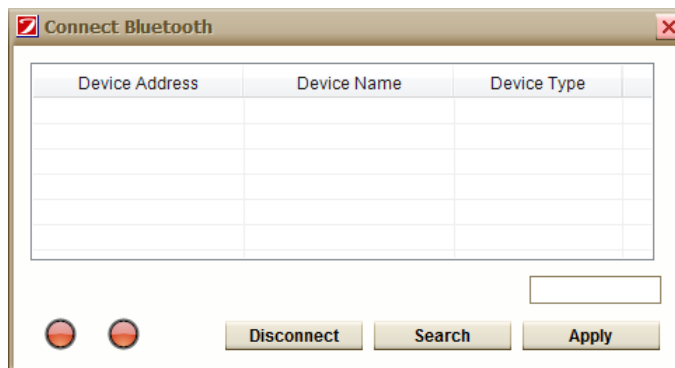 Connect Bluetooth
Device Address Device Name Device Type
Disconnect Search Apply